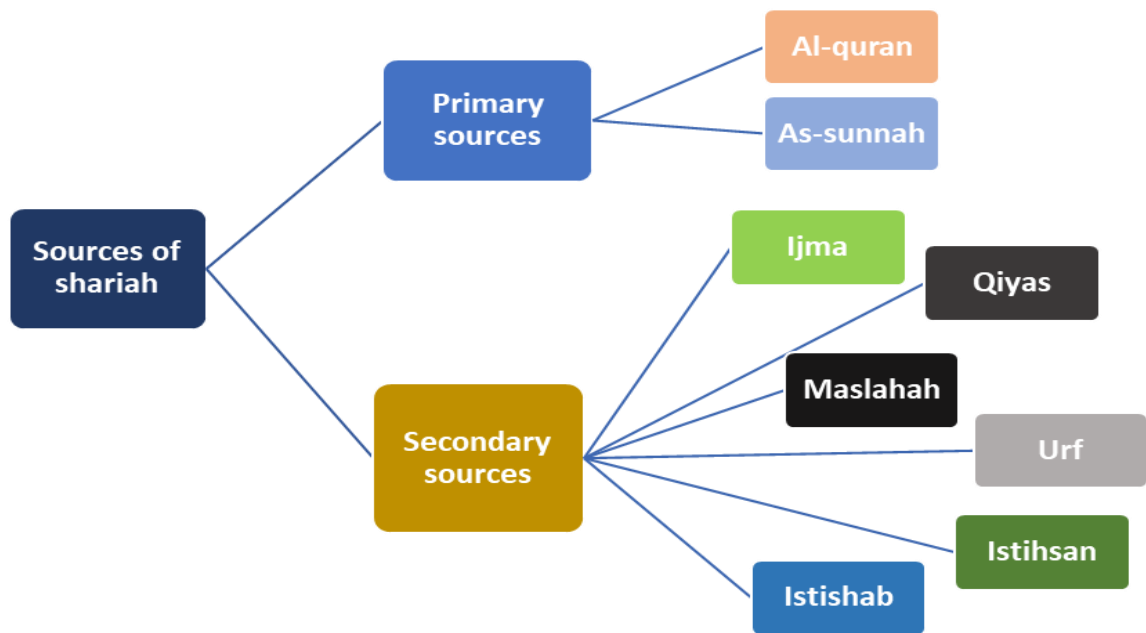 Sources of
shariah
Primary
sources
Al-quran
As-sunnah
Secondary
sources
Ijma
Qiyas
Maslahah
Urf
Istihsan
Istishab